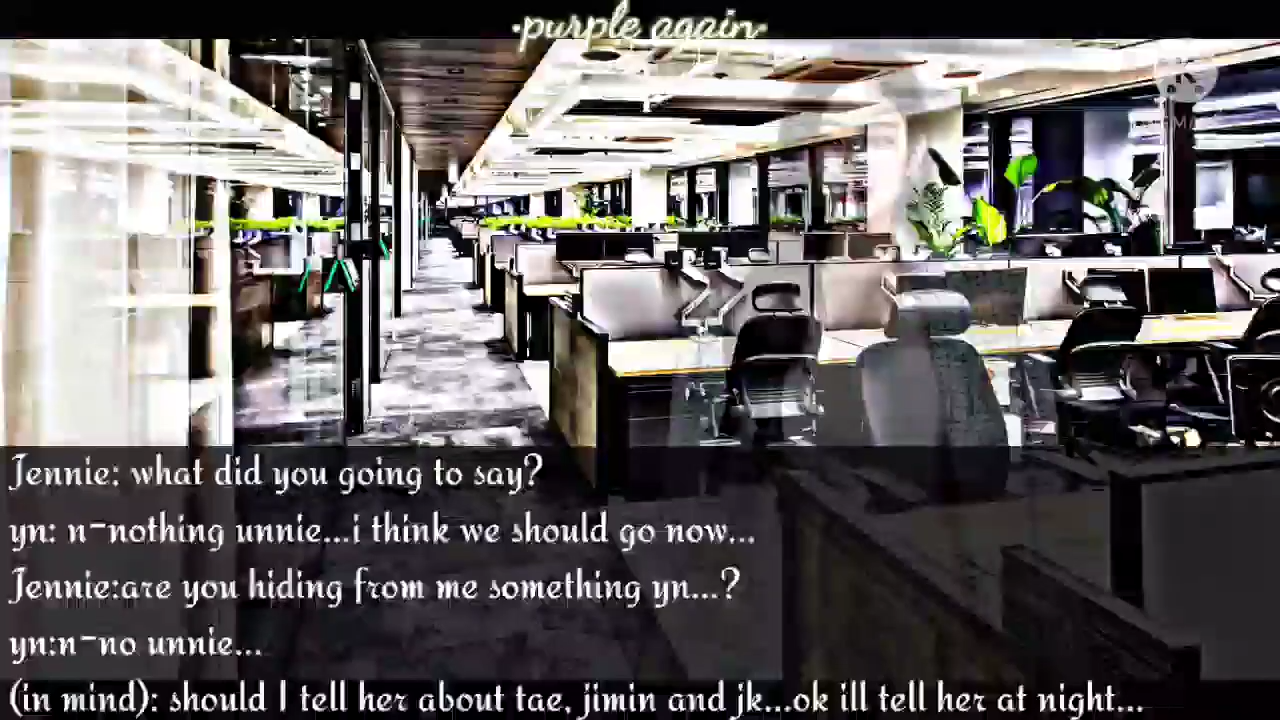 ·purple again·
Jennie: what did you going to say?
yn: n-nothing unnie...i think we should go now...
Jennie:are you hiding from me something yn...?
yn:n-no unnie...
(in mind): should I tell her about tae, jimin and jk...ok ill tell her at night...